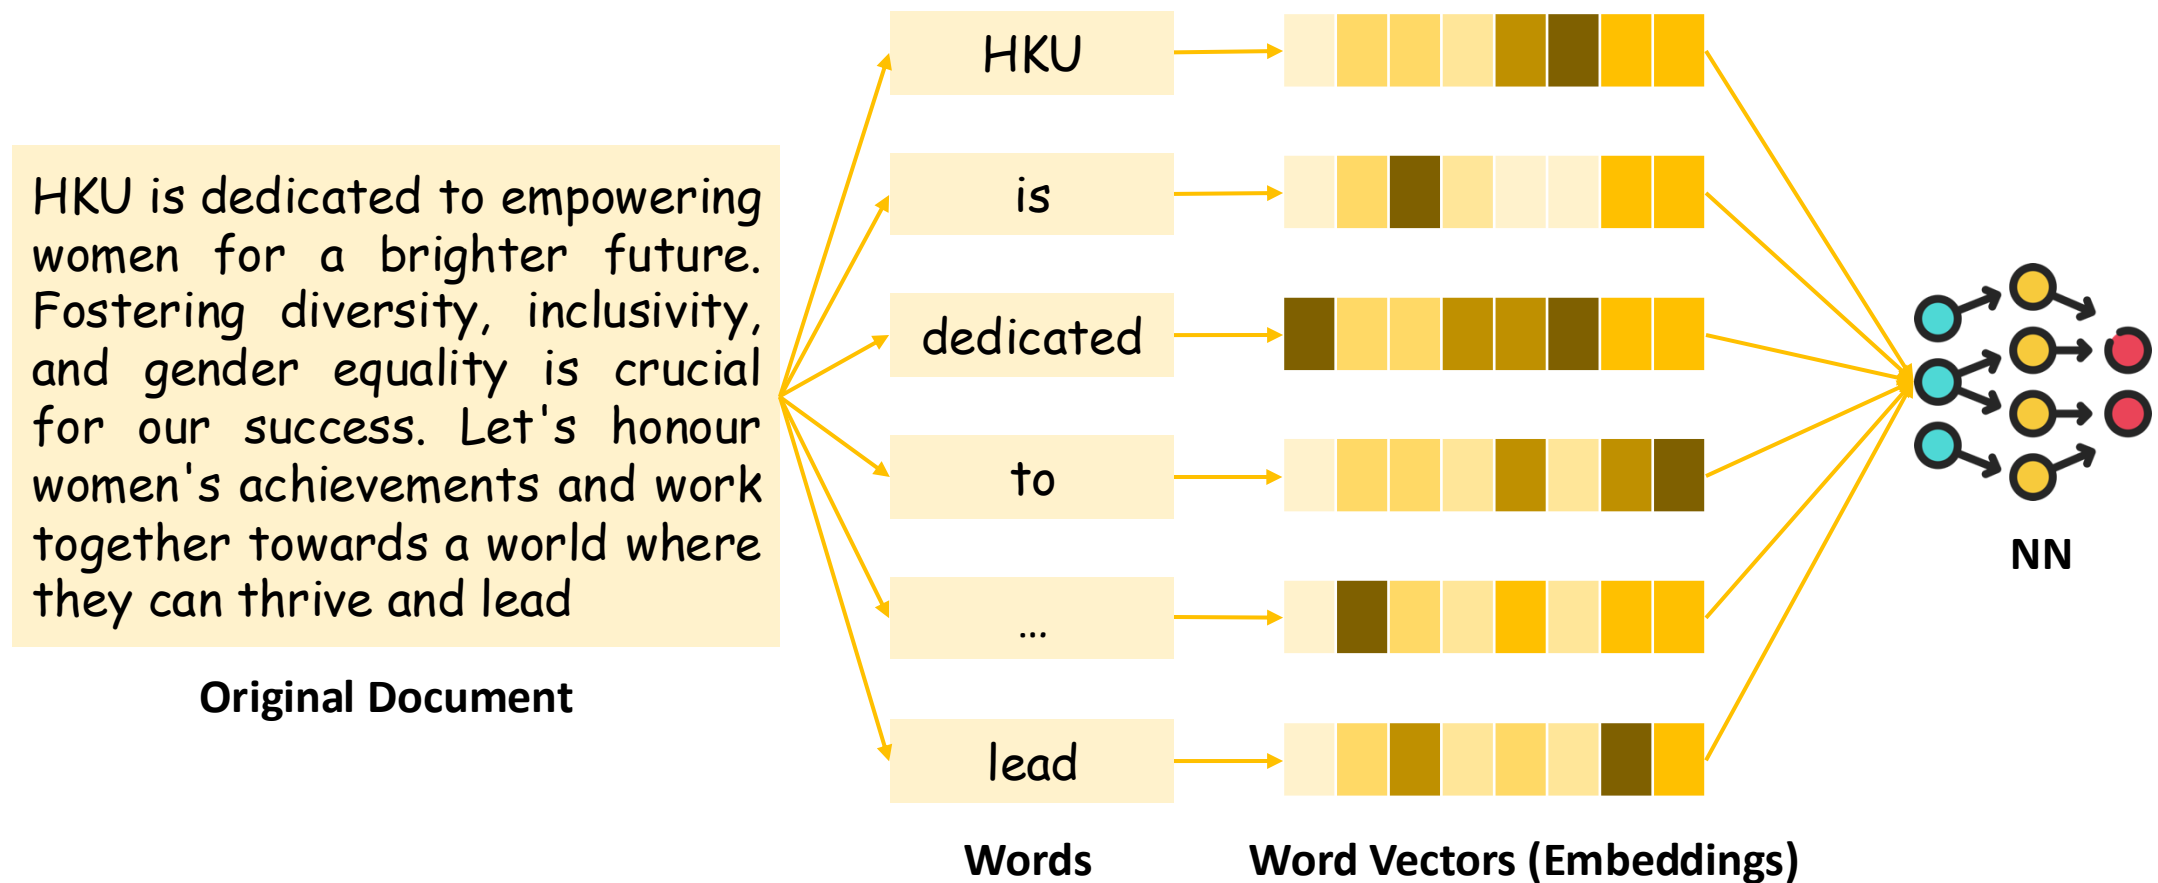 HKU is dedicated to empowering
women for a brighter future.
Fostering diversity, inclusivity,
and gender equality is crucial
for our success. Let's honour
women's achievements and work
together towards a world where
they can thrive and lead
Original Document
HKU
is
dedicated
to
...
lead
Words
Word Vectors (Embeddings)
NN